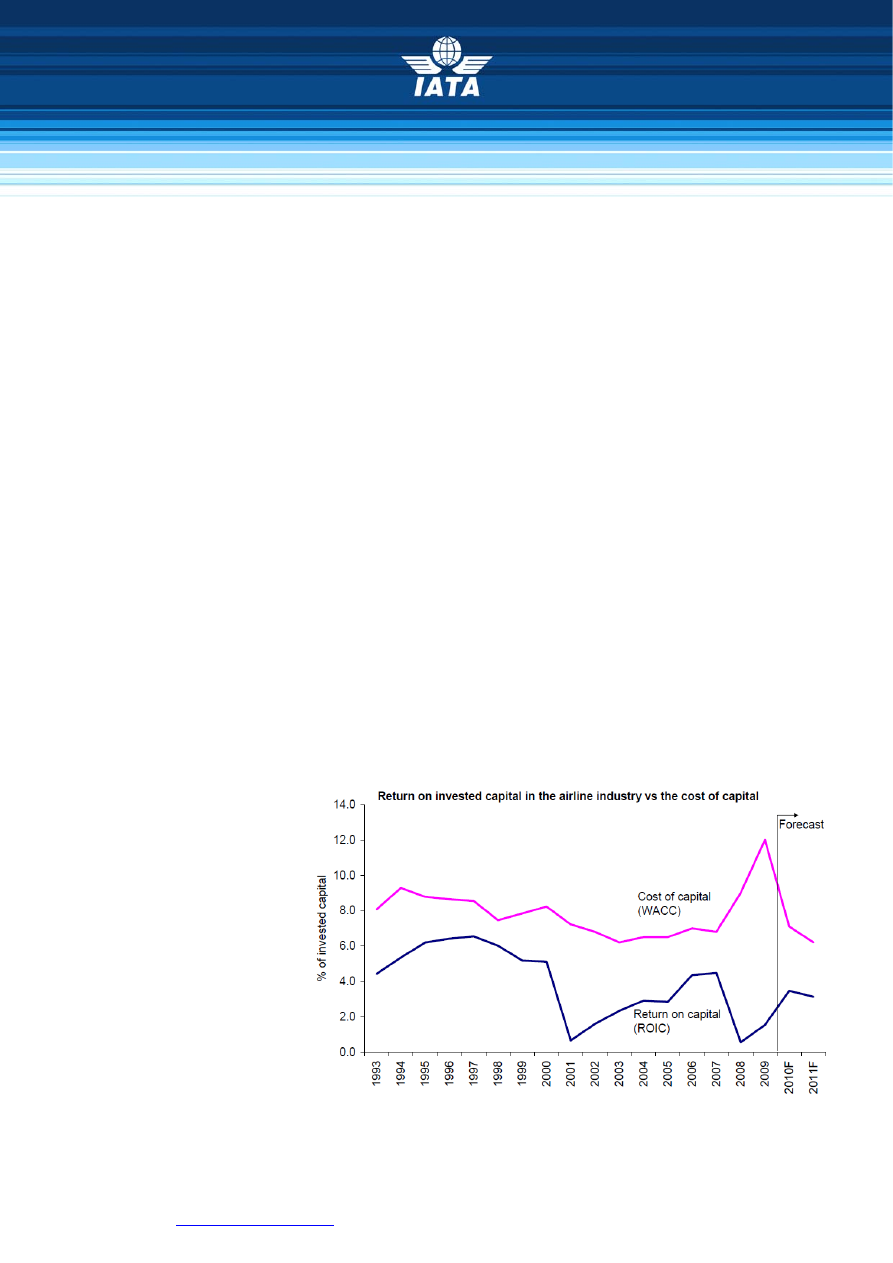 IATA
Return on invested capital in the airline industry vs the cost of capital
14.0
Forecast
12.0
10.0
Cost of capital
(WACC)
8.0
% of invested capital
6.0
4.0
Return on capital
(ROIC)
2.0
0.0
1993
1994
1995
1996
1997
1998
1999
2000
2001
2002
2003
2004
2005
2006
2007
2008
2009
2010F
2011F